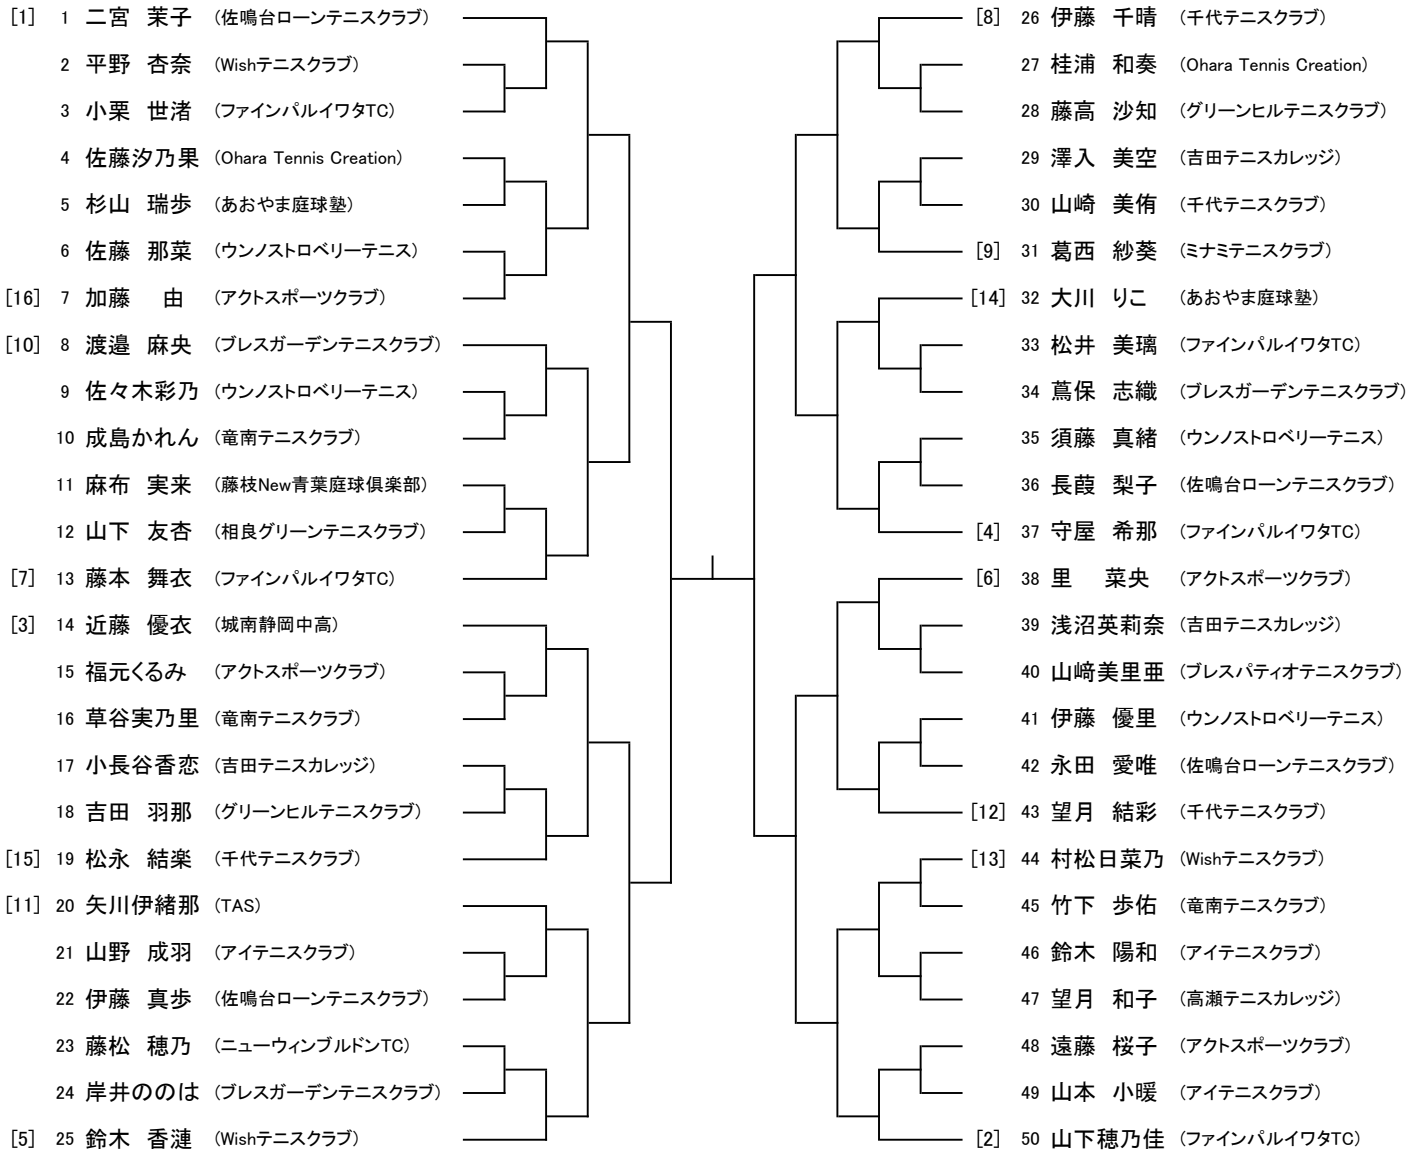 [1] 1 二宮 茉子 (佐鳴台ローンテニスクラブ)
2 平野 杏奈 (Wishテニスクラブ)
3 小栗 世渚 (ファインパルイワタTC)
4 佐藤汐乃果 (Ohara Tennis Creation)
5 杉山 瑞歩 (あおやま庭球塾)
6 佐藤 那菜 (ウンノストロベリーテニス)
[16] 7 加藤 由 (アクトスポーツクラブ)
[10] 8 渡邉 麻央 (ブレスガーデンテニスクラブ)
9 佐々木彩乃 (ウンノストロベリーテニス)
10 成島かれん (竜南テニスクラブ)
11 麻布 実来 (藤枝New青葉庭球倶楽部)
12 山下 友杏 (相良グリーンテニスクラブ)
[7] 13 藤本 舞衣 (ファインパルイワタTC)
[3] 14 近藤 優衣 (城南静岡中高)
15 福元くるみ (アクトスポーツクラブ)
16 草谷実乃里 (竜南テニスクラブ)
17 小長谷香恋 (吉田テニスカレッジ)
18 吉田 羽那 (グリーンヒルテニスクラブ)
[15] 19 松永 結楽 (千代テニスクラブ)
[11] 20 矢川伊緒那 (TAS)
21 山野 成羽 (アイテニスクラブ)
22 伊藤 真歩 (佐鳴台ローンテニスクラブ)
23 藤松 穂乃 (ニューウィンブルドンTC)
24 岸井ののは (ブレスガーデンテニスクラブ)
[5] 25 鈴木 香漣 (Wishテニスクラブ)
[8] 26 伊藤 千晴 (千代テニスクラブ)
27 桂浦 和奏 (Ohara Tennis Creation)
28 藤高 沙知 (グリーンヒルテニスクラブ)
29 澤入 美空 (吉田テニスカレッジ)
30 山崎 美侑 (千代テニスクラブ)
[9] 31 葛西 紗葵 (ミナミテニスクラブ)
[14] 32 大川 りこ (あおやま庭球塾)
33 松井 美璃 (ファインパルイワタTC)
34 蔦保 志織 (ブレスガーデンテニスクラブ)
35 須藤 真緒 (ウンノストロベリーテニス)
36 長葭 梨子 (佐鳴台ローンテニスクラブ)
[4] 37 守屋 希那 (ファインパルイワタTC)
[6] 38 里 菜央 (アクトスポーツクラブ)
39 浅沼英莉奈 (吉田テニスカレッジ)
40 山﨑美里亜 (ブレスパティオテニスクラブ)
41 伊藤 優里 (ウンノストロベリーテニス)
42 永田 愛唯 (佐鳴台ローンテニスクラブ)
[12] 43 望月 結彩 (千代テニスクラブ)
[13] 44 村松日菜乃 (Wishテニスクラブ)
45 竹下 歩佑 (竜南テニスクラブ)
46 鈴木 陽和 (アイテニスクラブ)
47 望月 和子 (高瀬テニスカレッジ)
48 遠藤 桜子 (アクトスポーツクラブ)
49 山本 小暖 (アイテニスクラブ)
[2] 50 山下穂乃佳 (ファインパルイワタTC)